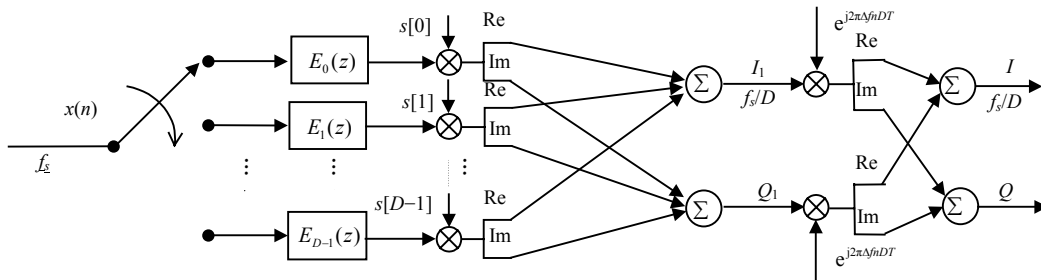 e^{j2πΔfnDT}
s[0]
Re
Re
E_0(z)
Im
Σ
I_1
f_s/D
Im
Σ
I
f_s/D
x(n)
s[1]
Re
E_1(z)
Im
f_s
⋮ ⋮ ⋮
Re
s[D−1]
Re
E_{D−1}(z)
Im
Σ
Q_1
Im
Σ
Q
e^{j2πΔfnDT}